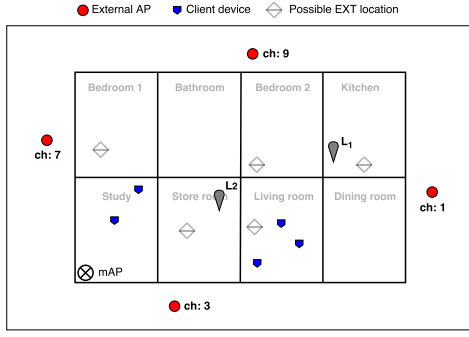 External AP Client device Possible EXT location
ch: 9
Bedroom 1 Bathroom Bedroom 2 Kitchen
L1
ch: 7
Study Store room L2 Living room Dining room
ch: 1
mAP
ch: 3